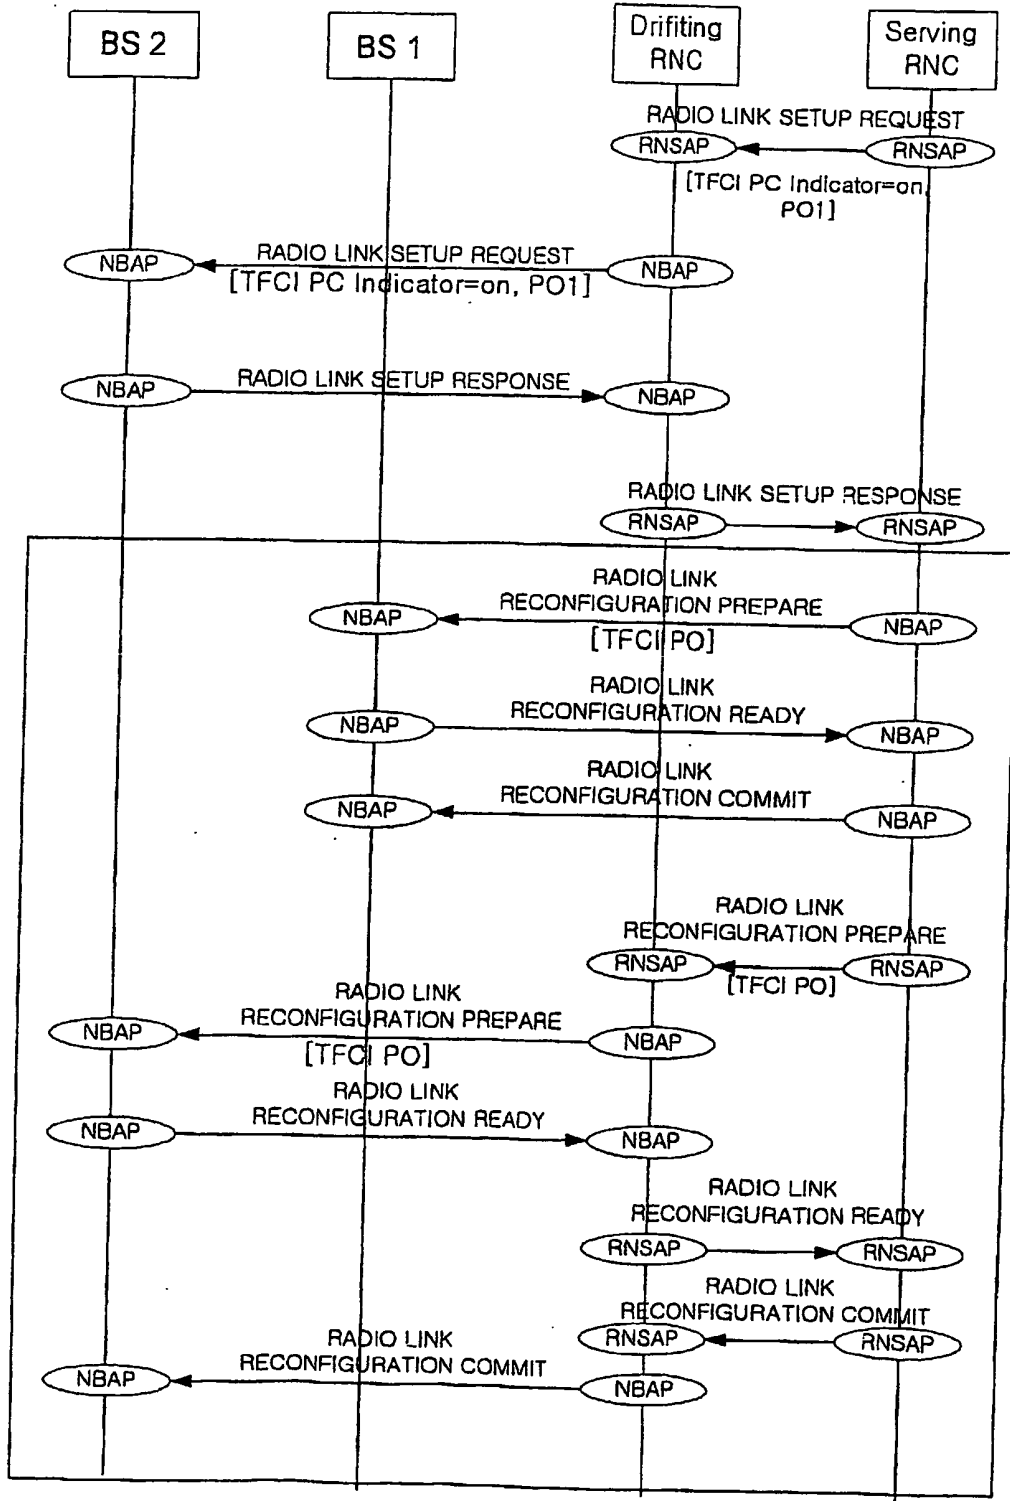 BS 2
BS 1
Drifiting
RNC
Serving
RNC
RADIO LINK SETUP REQUEST
RNSAP
RNSAP
[TFCI PC Indicator=on,
PO1]
NBAP
RADIO LINK SETUP REQUEST
NBAP
[TFCI PC Indicator=on, PO1]
NBAP
RADIO LINK SETUP RESPONSE
NBAP
RADIO LINK SETUP RESPONSE
RNSAP
RNSAP
RADIO LINK
RECONFIGURATION PREPARE
NBAP
NBAP
[TFCI PO]
RADIO LINK
RECONFIGURATION READY
NBAP
NBAP
RADIO LINK
RECONFIGURATION COMMIT
NBAP
NBAP
RADIO LINK
RECONFIGURATION PREPARE
RNSAP
RNSAP
[TFCI PO]
RADIO LINK
RECONFIGURATION PREPARE
NBAP
NBAP
[TFCI PO]
RADIO LINK
RECONFIGURATION READY
NBAP
NBAP
RADIO LINK
RECONFIGURATION READY
RNSAP
RNSAP
RADIO LINK
RECONFIGURATION COMMIT
RNSAP
RNSAP
RADIO LINK
RECONFIGURATION COMMIT
NBAP
NBAP